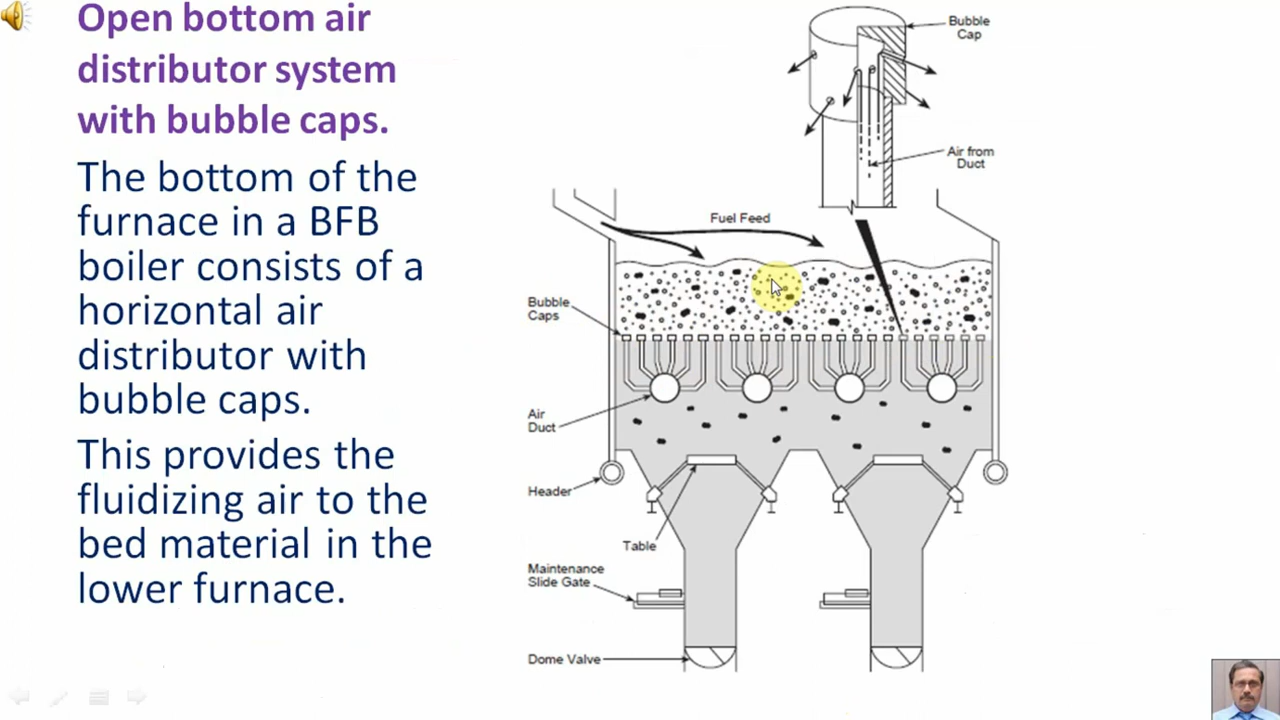 Open bottom air
distributor system
with bubble caps.
The bottom of the
furnace in a BFB
boiler consists of a
horizontal air
distributor with
bubble caps.
This provides the
fluidizing air to the
bed material in the
lower furnace.
Bubble
Cap
Air from
Duct
Fuel Feed
Bubble
Caps
Air
Duct
Header
Table
Maintenance
Slide Gate
Dome Valve